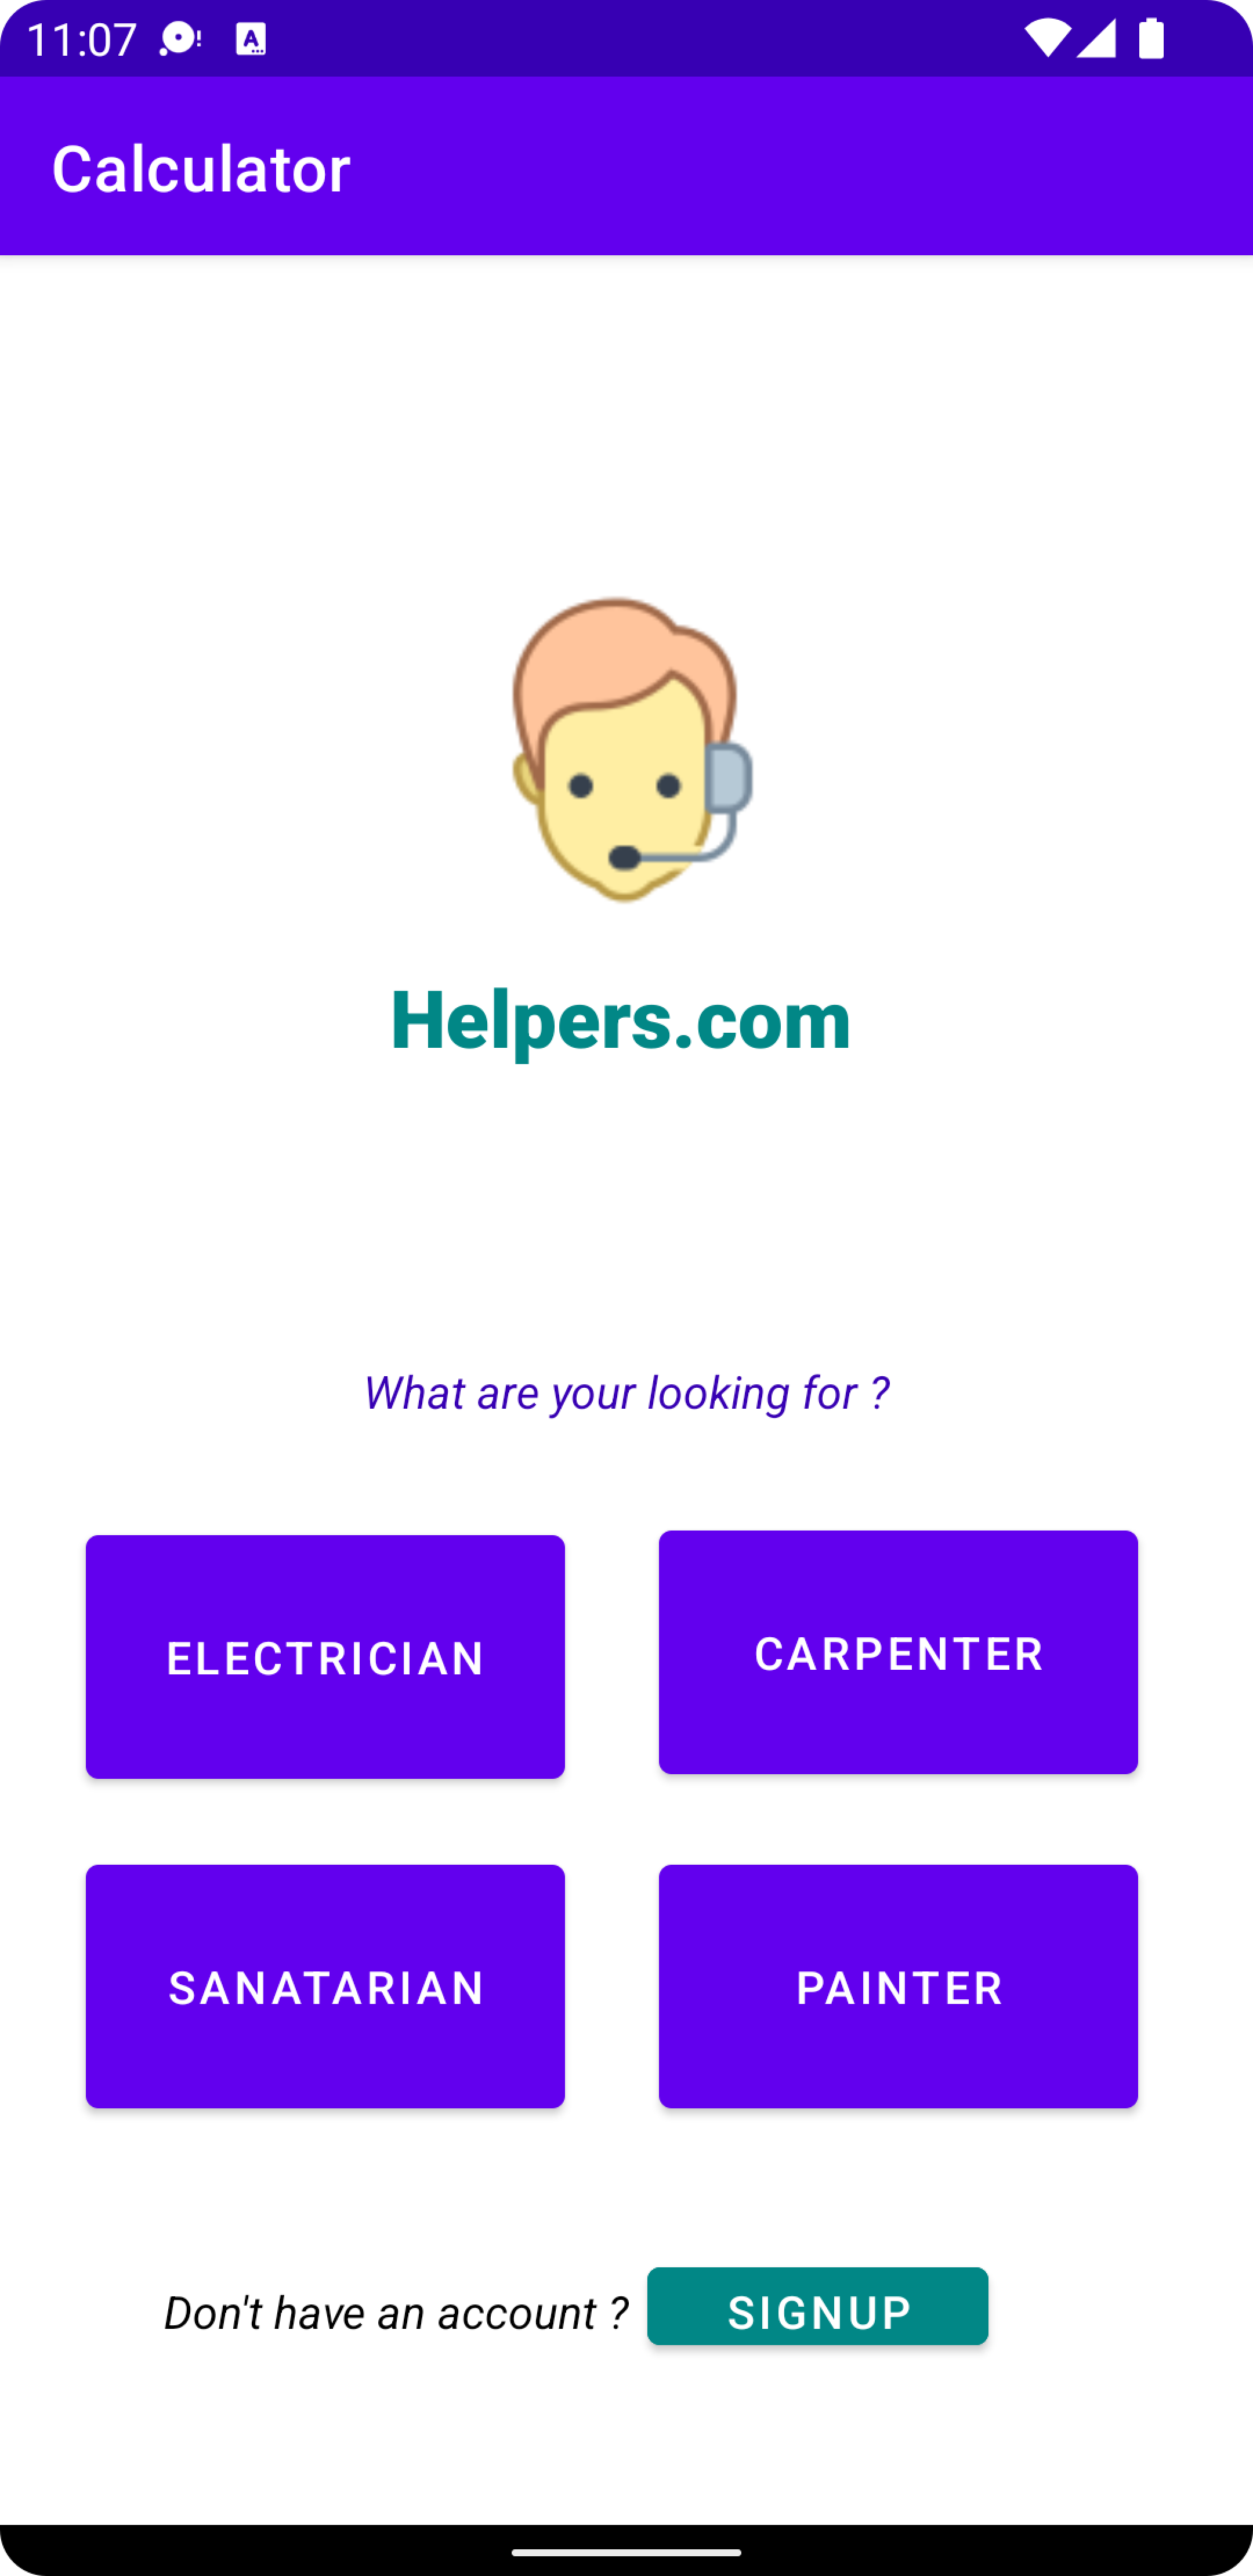 11:07
Calculator
Helpers.com
What are your looking for ?
ELECTRICIAN
CARPENTER
SANATARIAN
PAINTER
Don't have an account ?
SIGNUP